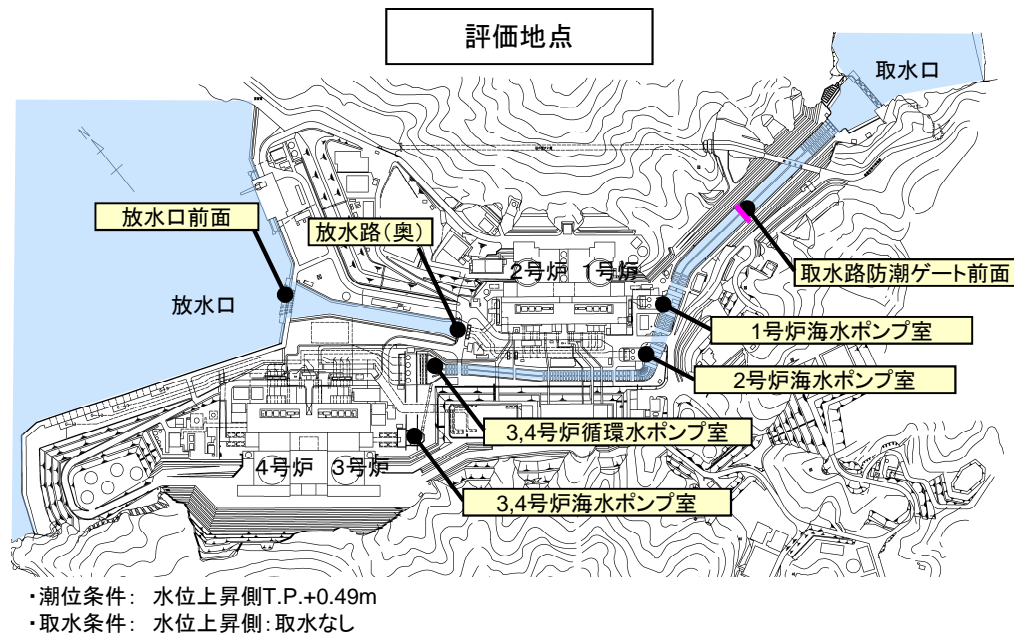 評価地点
取水口
放水口前面
放水路(奥)
2号炉 1号炉
取水路防潮ゲート前面
放水口
1号炉海水ポンプ室
2号炉海水ポンプ室
3,4号炉循環水ポンプ室
4号炉 3号炉
3,4号炉海水ポンプ室
・潮位条件: 水位上昇側T.P.+0.49m
・取水条件: 水位上昇側:取水なし